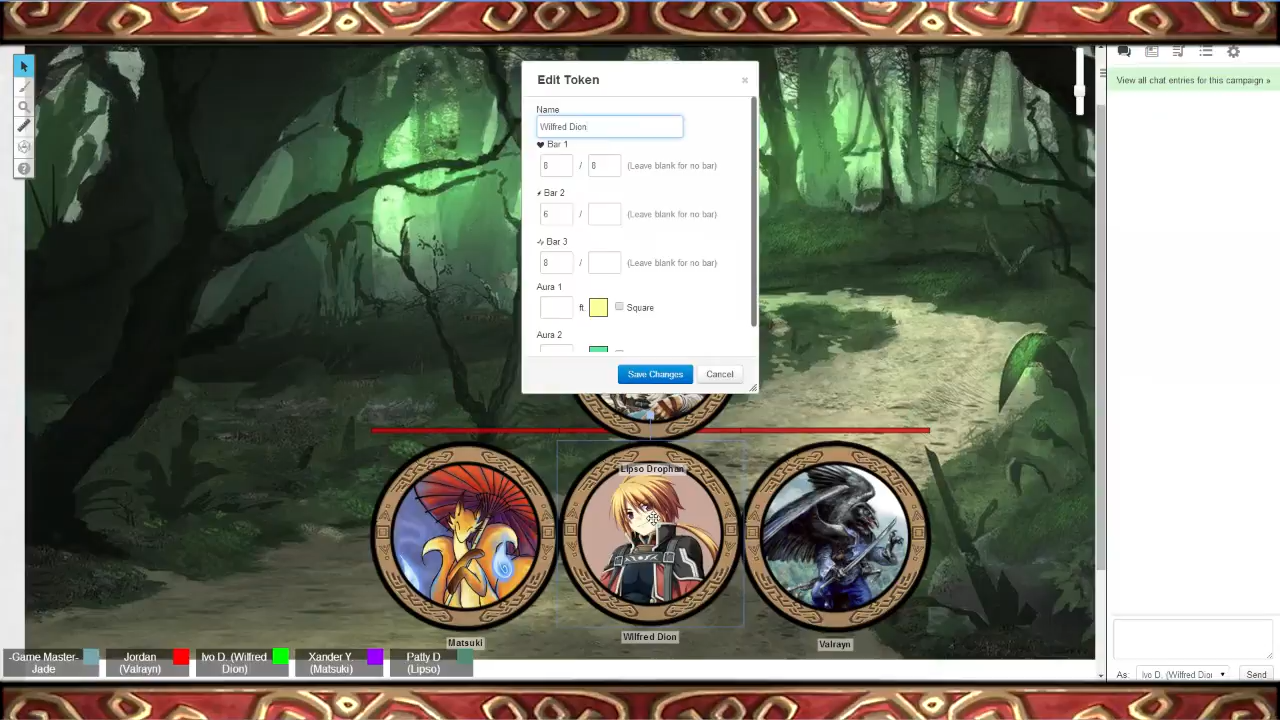 Edit Token
×
View all chat entries for this campaign »
Name
Wilfred Dion
Bar 1
8 / 8 (Leave blank for no bar)
Bar 2
6 / (Leave blank for no bar)
Bar 3
8 / (Leave blank for no bar)
Aura 1
ft. Square
Aura 2
Save Changes Cancel
Lipso Drophan
Matsuki
Wilfred Dion
Valrayn
-Game Master-
Jade
Jordan
(Valrayn)
Ivo D. (Wilfred
Dion)
Xander Y.
(Matsuki)
Patty D
(Lipso)
As: Ivo D. (Wilfred Dior Send